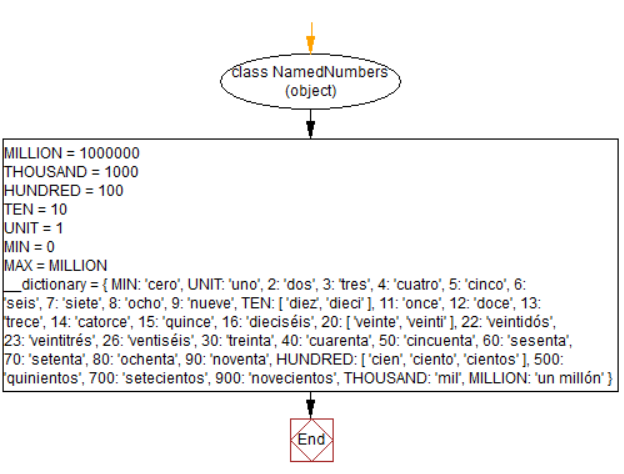 class NamedNumbers
(object)
MILLION = 1000000
THOUSAND = 1000
HUNDRED = 100
TEN = 10
UNIT = 1
MIN = 0
MAX = MILLION
__dictionary = { MIN: 'cero', UNIT: 'uno', 2: 'dos', 3: 'tres', 4: 'cuatro', 5: 'cinco', 6:
'seis', 7: 'siete', 8: 'ocho', 9: 'nueve', TEN: [ 'diez', 'dieci' ], 11: 'once', 12: 'doce', 13:
'trece', 14: 'catorce', 15: 'quince', 16: 'dieciséis', 20: [ 'veinte', 'veinti' ], 22: 'veintidós',
23: 'veintitrés', 26: 'ventiséis', 30: 'treinta', 40: 'cuarenta', 50: 'cincuenta', 60: 'sesenta',
70: 'setenta', 80: 'ochenta', 90: 'noventa', HUNDRED: [ 'cien', 'ciento', 'cientos' ], 500:
'quinientos', 700: 'setecientos', 900: 'novecientos', THOUSAND: 'mil', MILLION: 'un millón' }
End